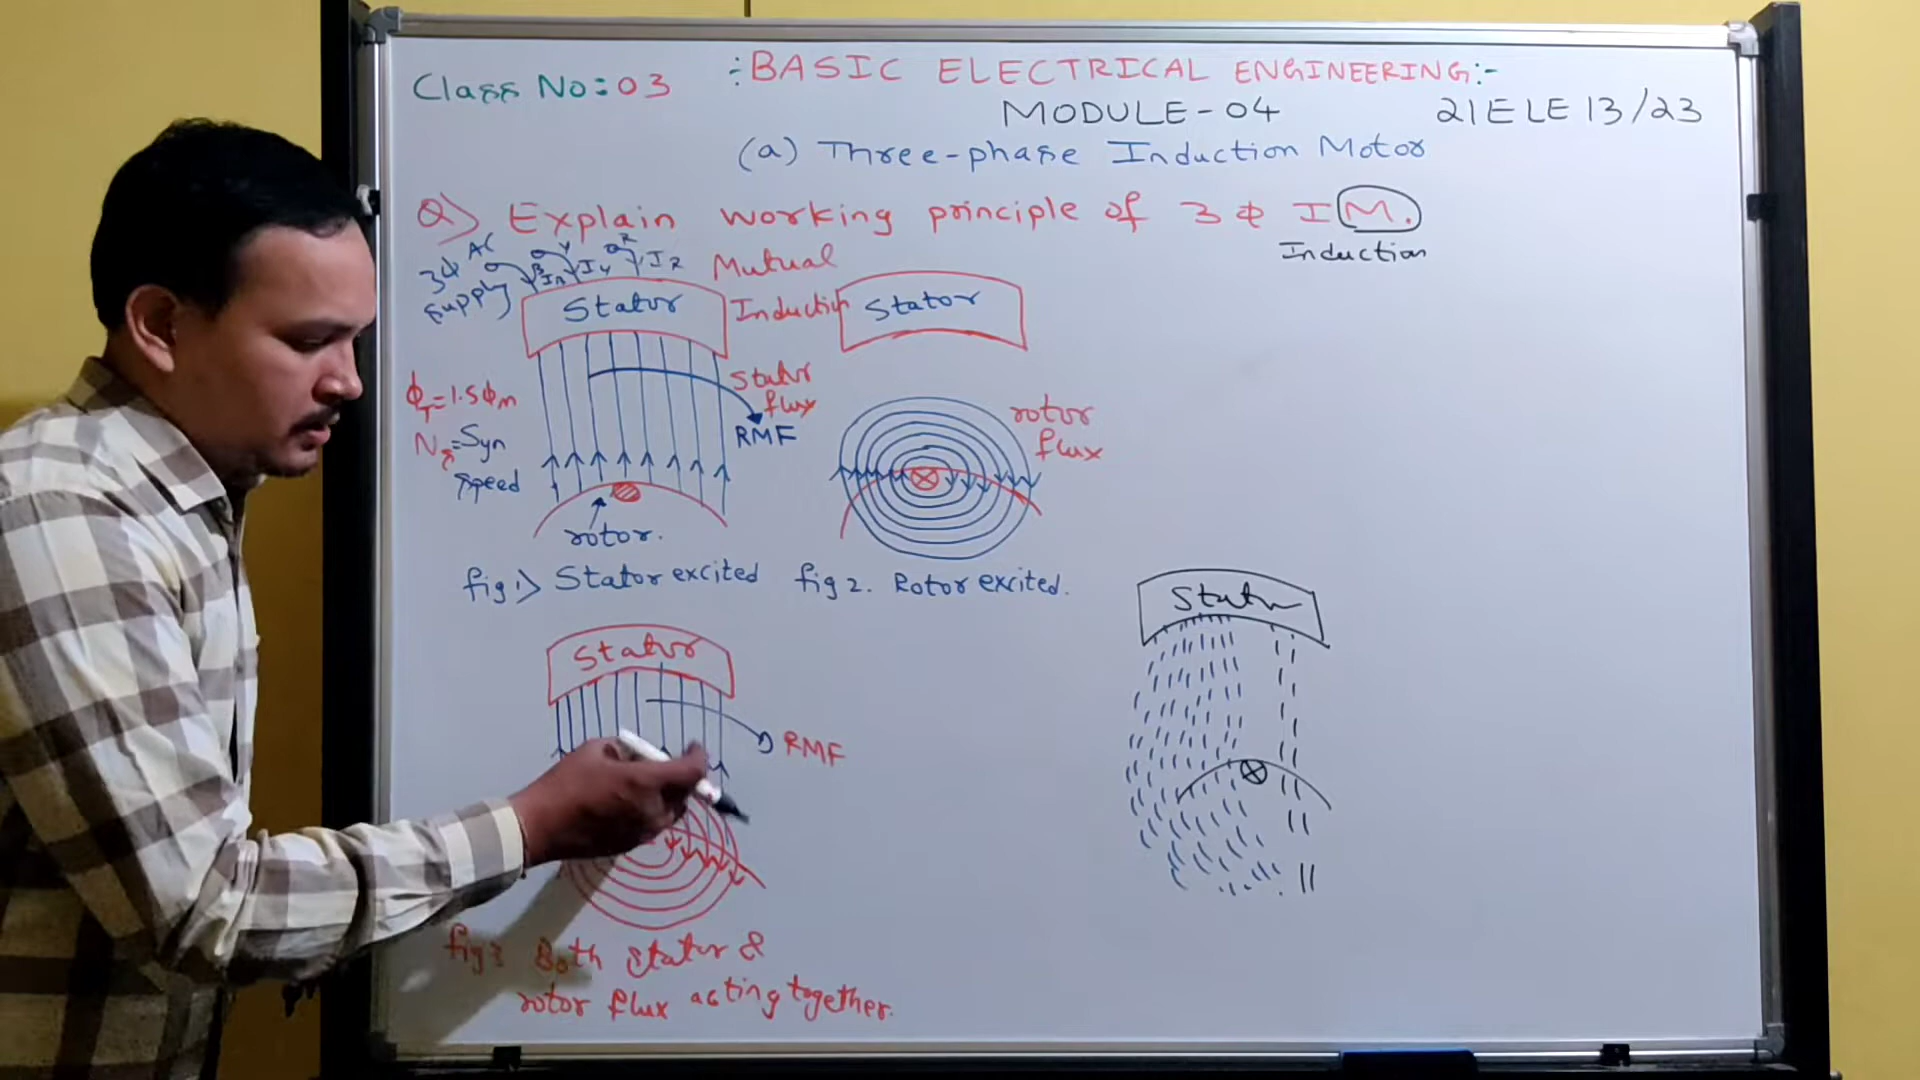 Class No: 03
:BASIC ELECTRICAL ENGINEERING:-
MODULE-04
21ELE13/23
(a) Three-phase Induction Motor
Q) Explain working principle of 3 Φ IM.
Induction
3Φ AC
supply
B Y R
IB IY IR
Mutual
Induction
Stator
Stator
ΦT=1.5Φm
Ns=Syn
speed
Stator
flux
RMF
rotor
flux
rotor.
fig 1) Stator excited
fig 2. Rotor excited.
Stator
RMF
Stator
fig 3 Both stator &
rotor flux acting together.